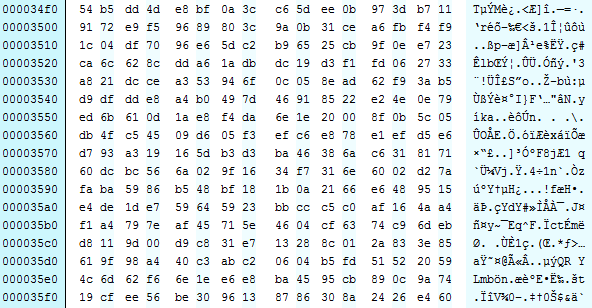 000034f0 54 b5 dd 4d e8 bf 0a 3c c6 5d ee 0b 97 3d b7 11 TµÝMè¿.<Æ]î.—=·.
00003500 91 72 e9 f5 96 89 80 3c 9a 0b 31 ce a6 fb f4 f9 ‘réõ–‰€<š.1Î¦ûôù
00003510 1c 04 df 70 96 e6 5d c2 b9 65 25 cb 9f 0e e7 23 ..ßp–æ]Â¹e%ËŸ.ç#
00003520 ca 6c 62 8c dd a6 1a db dc 19 d3 f1 fd 06 27 33 ÊlbŒÝ¦.ÛÜ.Óñý.'3
00003530 a8 21 dc ce a3 53 94 6f 0c 05 8e ad 62 f9 3a b5 ¨!ÜÎ£S”o..Ž-bù:µ
00003540 d9 df dd e8 a4 b0 49 7d 46 91 85 22 e2 4e 0e 79 ÙßÝè¤°I}F‘…"âN.y
00003550 ed 6b 61 0d 1a e8 f4 da 6e 1e 20 00 8f 0b 5c 05 íka..èôÚn. . .\.
00003560 db 4f c5 45 09 d6 05 f3 ef c6 e8 78 e1 ef d5 e6 ÛOÅE.Ö.óïÆèxáïÕæ
00003570 d7 93 a3 19 16 5d b3 d3 ba 46 38 6a c6 31 81 71 ×“£..]³ÓºF8jÆ1 q
00003580 60 dc bc 56 6a 02 9f 16 34 f7 31 6e 60 02 d2 7a `Ü¼Vj.Ÿ.4÷1n`.Òz
00003590 fa ba 59 86 b5 48 bf 18 1b 0a 21 66 e6 48 95 15 úºY†µH¿...!fæH•.
000035a0 e4 de 1d e7 59 64 59 23 bb cc c5 c0 af 16 4a a4 äÞ.çYdY#»ÌÅÀ¯.J¤
000035b0 f1 a4 79 7e af 45 71 5e 46 04 cf 63 74 c9 6d eb ñ¤y~¯Eq^F.ÏctÉmë
000035c0 d8 11 9d 00 d9 c8 31 e7 13 28 8c 01 2a 83 3e 85 Ø. .ÙÈ1ç.(Œ.*ƒ>…
000035d0 61 9f 98 a4 40 c3 ab c2 06 04 b5 fd 51 52 20 59 aŸ˜¤@Ã«Â..µýQR Y
000035e0 4c 6d 62 f6 6e 1e e6 e8 ba 45 95 cb 89 0c 9a 74 Lmbön.æèºE•Ë‰.št
000035f0 19 cf ee 56 be 30 96 13 87 86 30 8a 24 26 e4 60 .ÏîV¾0–.‡†0Š$&ä`